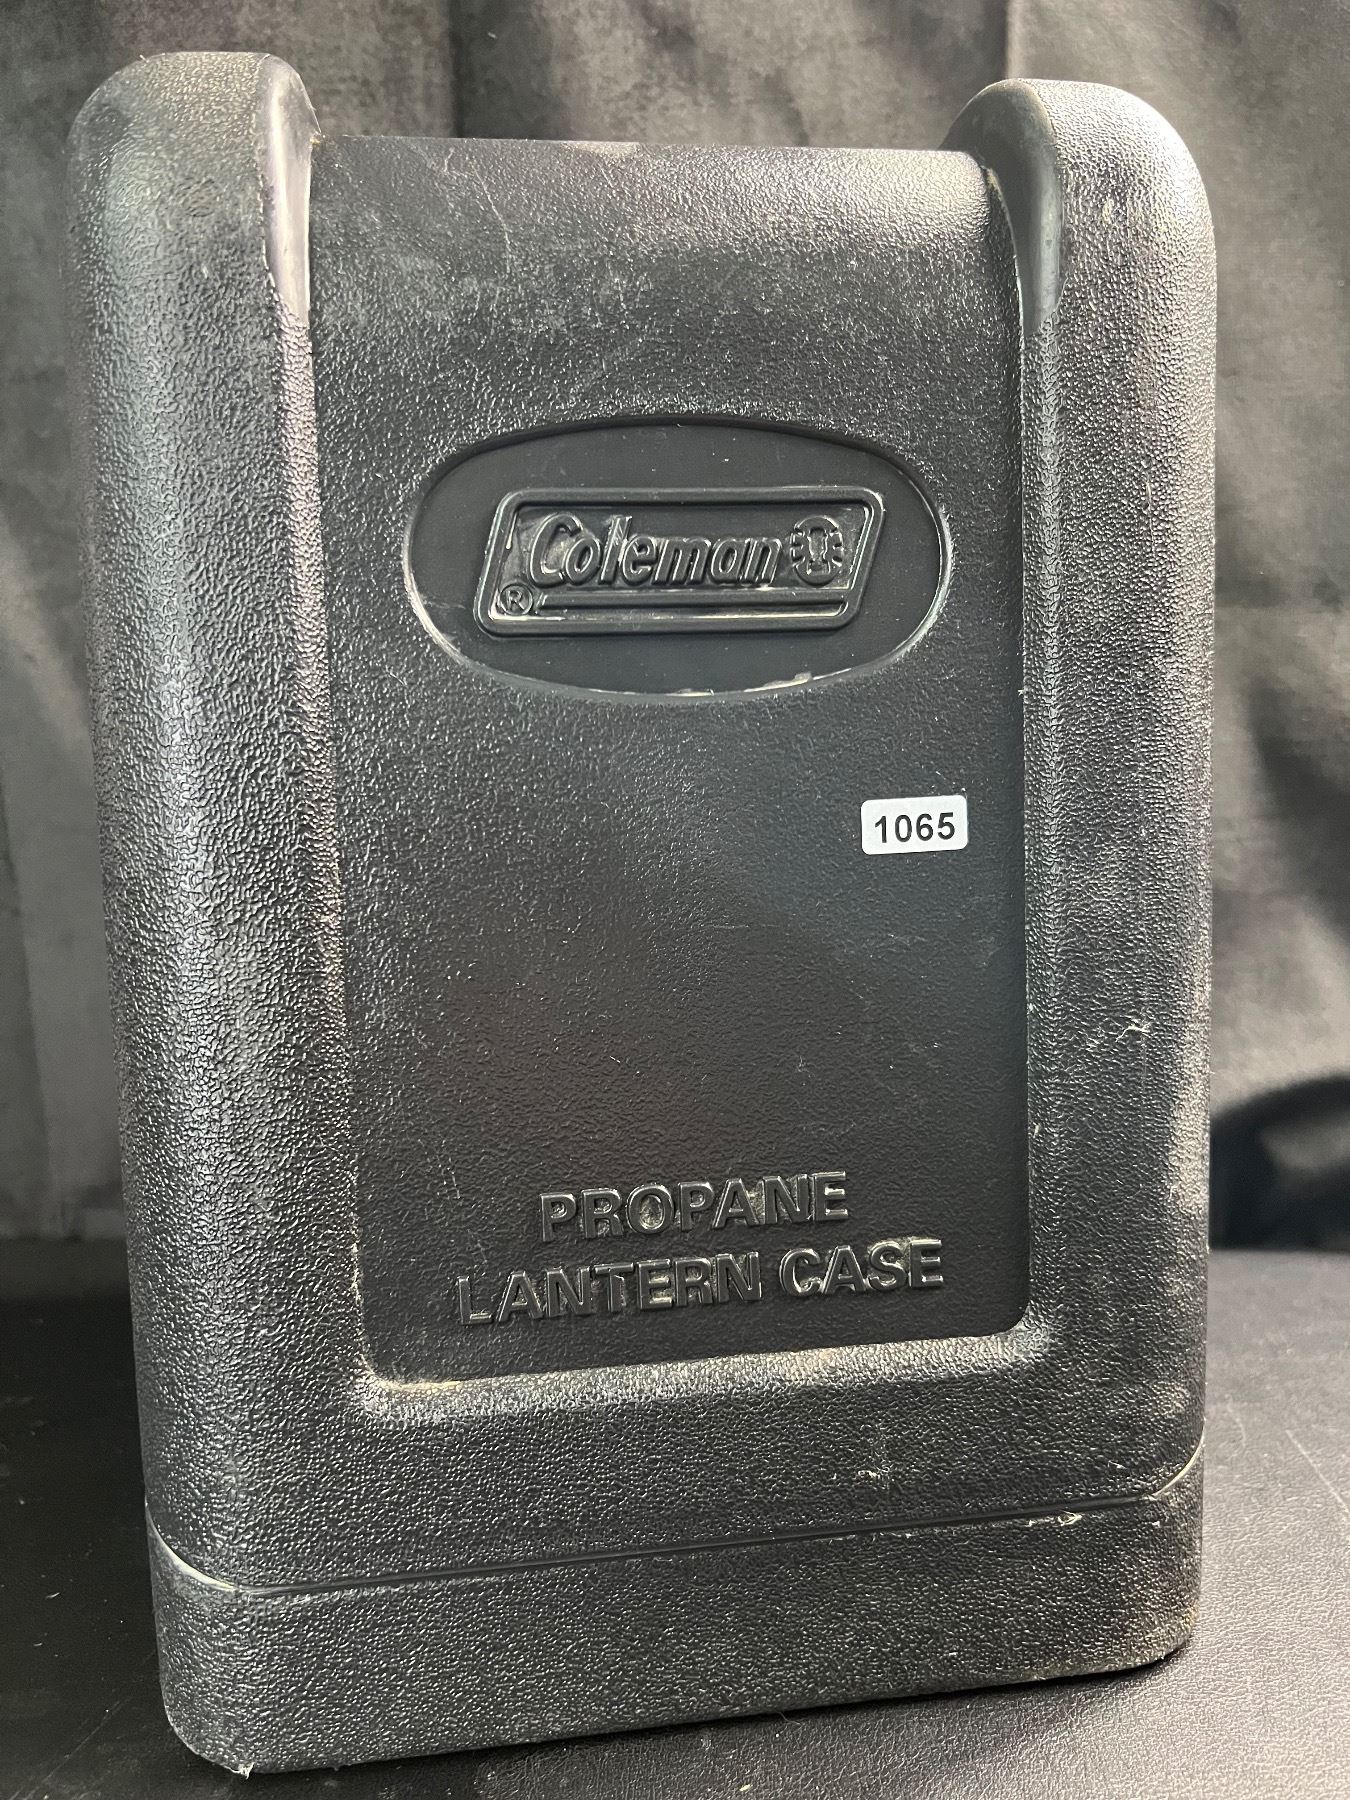 Coleman
®
1065
PROPANE
LANTERN CASE